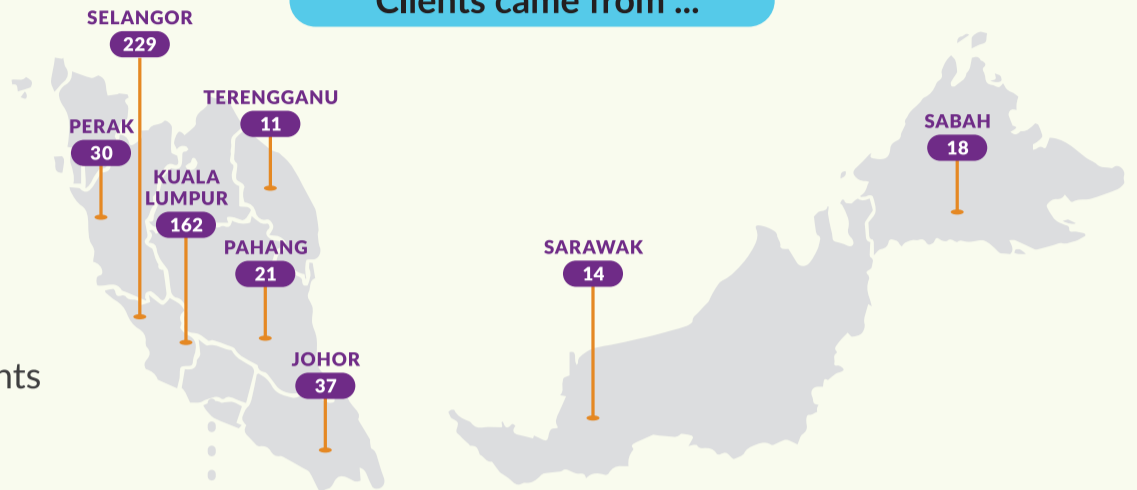 Clients came from ...
SELANGOR
229
TERENGGANU
11
PERAK
30
KUALA
LUMPUR
162
PAHANG
21
SABAH
18
SARAWAK
14
JOHOR
37